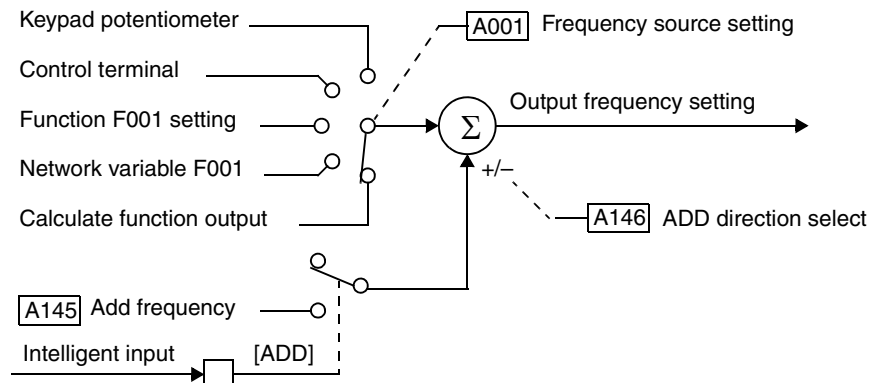 Keypad potentiometer
A001 Frequency source setting
Control terminal
Output frequency setting
Function F001 setting
Σ
Network variable F001
+/–
Calculate function output
A146 ADD direction select
A145 Add frequency
Intelligent input [ADD]